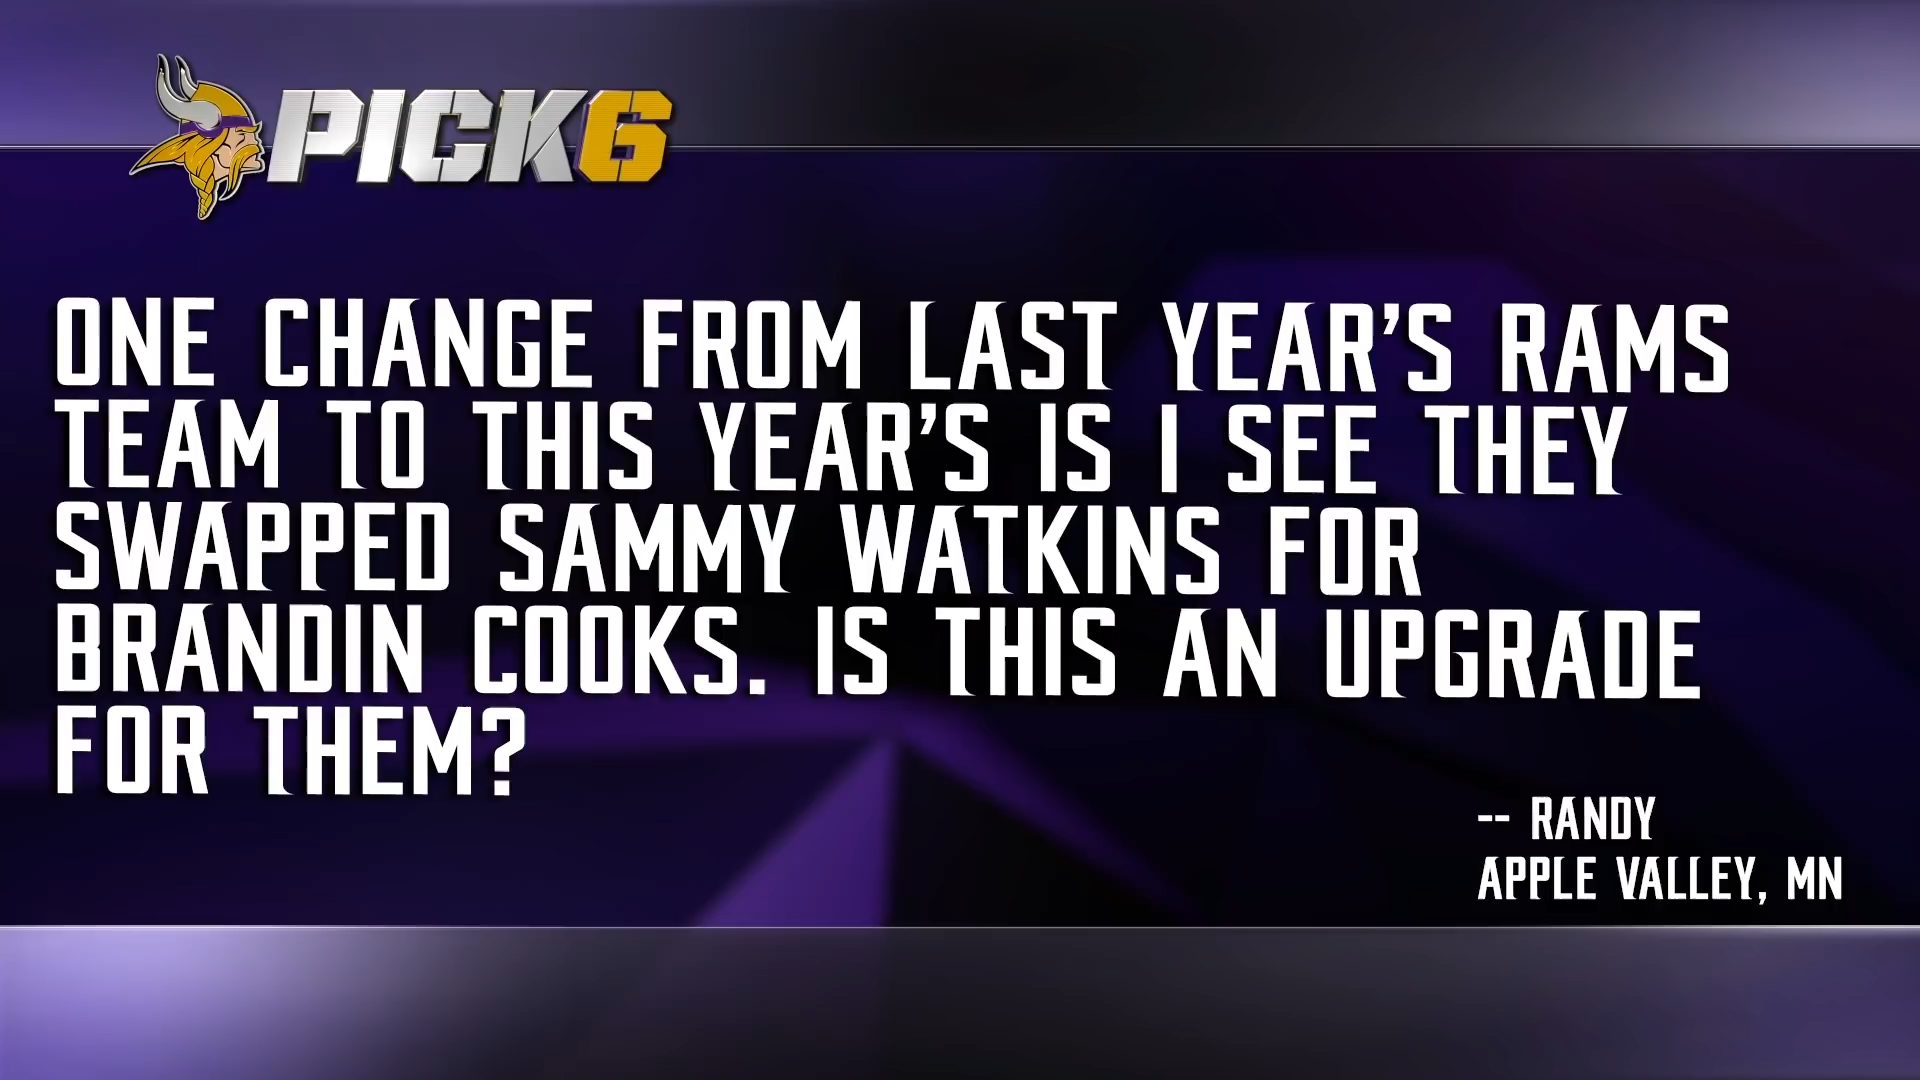 PICK6
ONE CHANGE FROM LAST YEAR'S RAMS
TEAM TO THIS YEAR'S IS I SEE THEY
SWAPPED SAMMY WATKINS FOR
BRANDIN COOKS. IS THIS AN UPGRADE
FOR THEM?
-- RANDY
APPLE VALLEY, MN